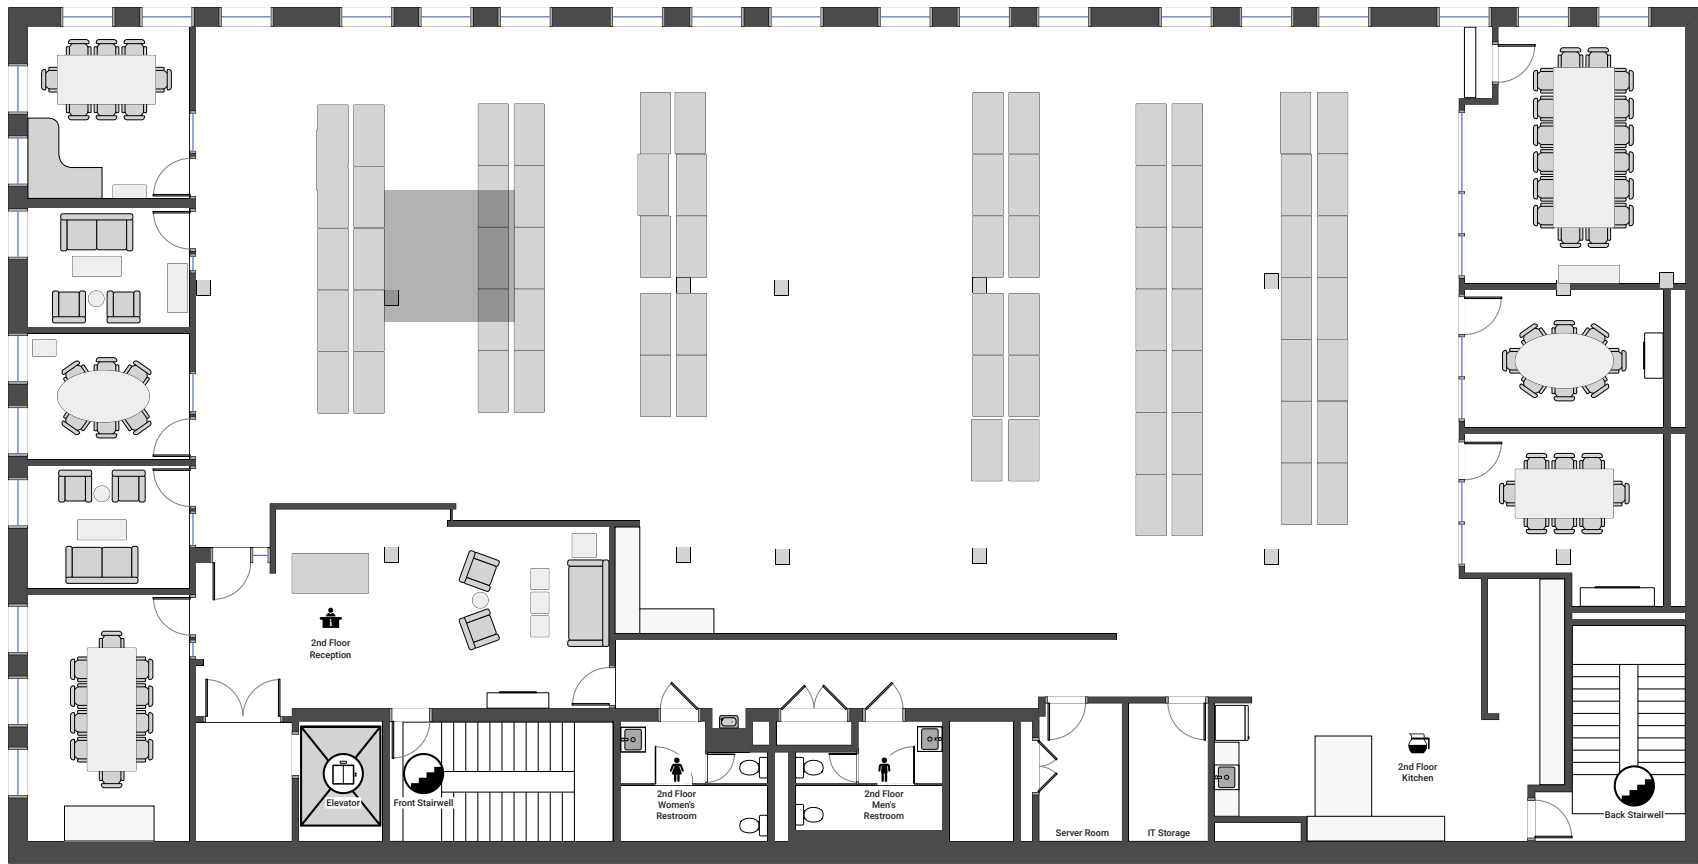 2nd Floor
Reception
Elevator
Front Stairwell
2nd Floor
Women's
Restroom
2nd Floor
Men's
Restroom
Server Room
IT Storage
2nd Floor
Kitchen
Back Stairwell